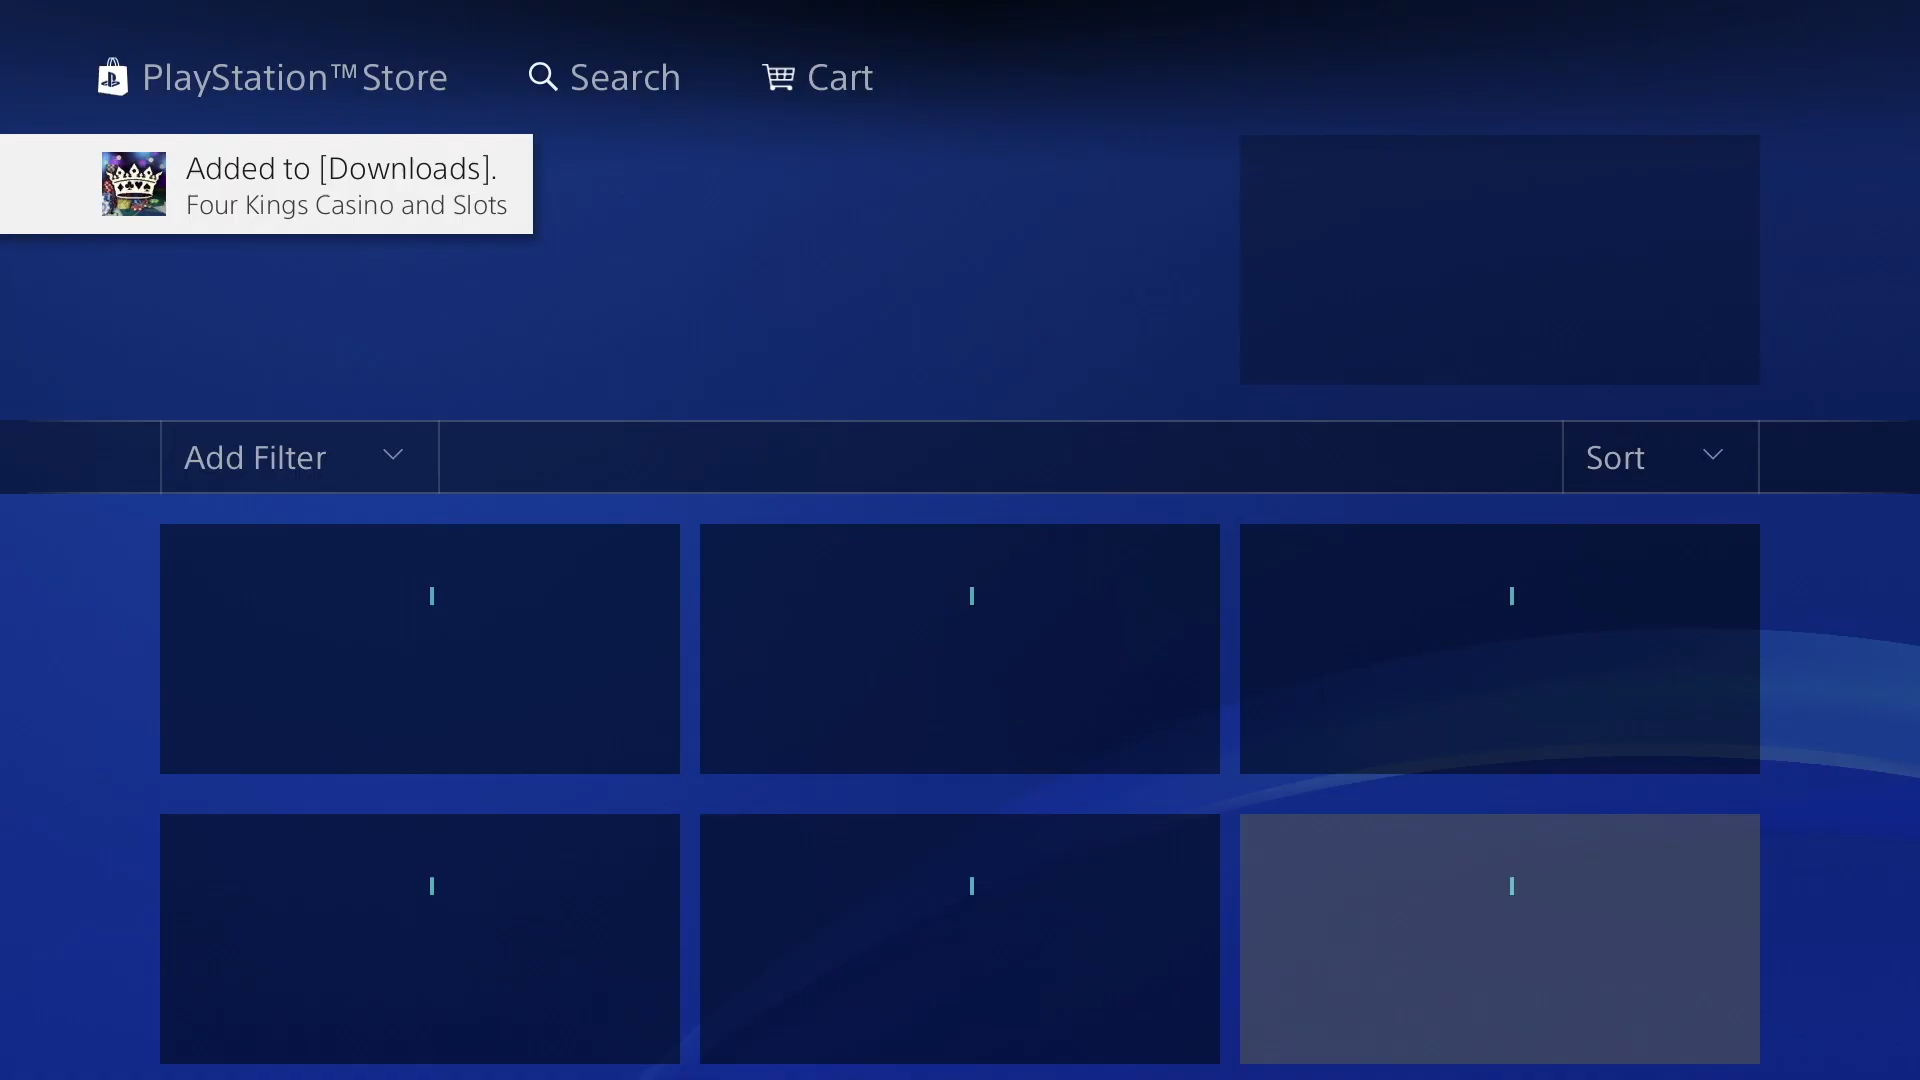 PlayStation™Store
Search
Cart
Added to [Downloads].
Four Kings Casino and Slots
Add Filter
Sort